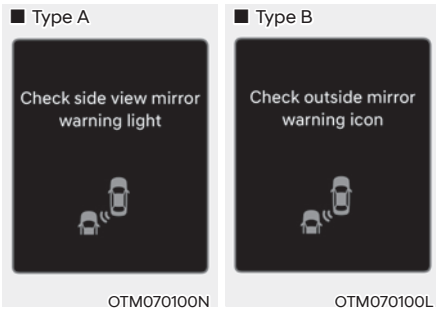 ■ Type A
Check side view mirror
warning light
OTM070100N
■ Type B
Check outside mirror
warning icon
OTM070100L